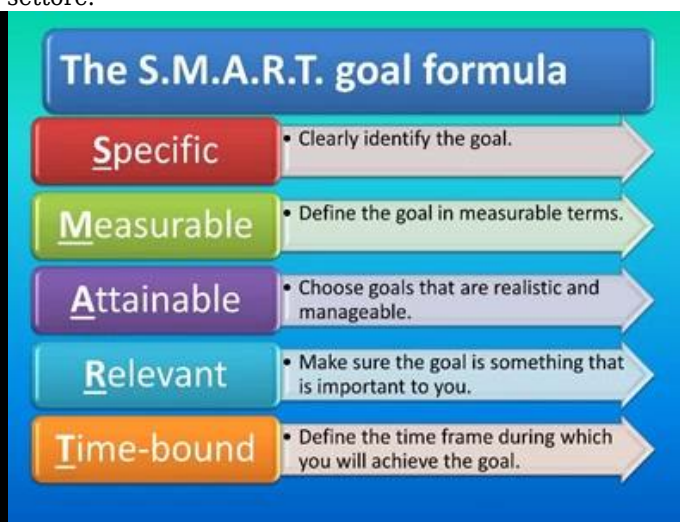 settore.
The S.M.A.R.T. goal formula
Specific
• Clearly identify the goal.
Measurable
• Define the goal in measurable terms.
Attainable
• Choose goals that are realistic and
manageable.
Relevant
• Make sure the goal is something that
is important to you.
Time-bound
• Define the time frame during which
you will achieve the goal.